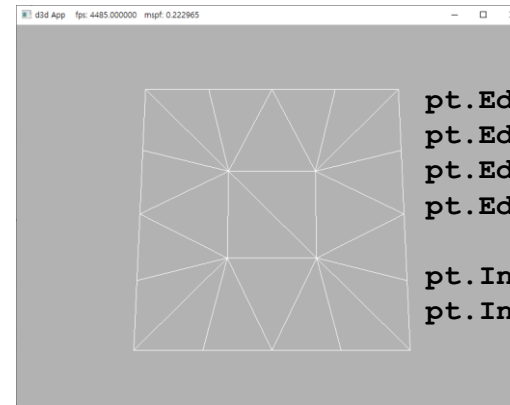 d3d App fps: 4485.000000 mspf: 0.222965
pt.Ed
pt.Ed
pt.Ed
pt.Ed
pt.In
pt.In